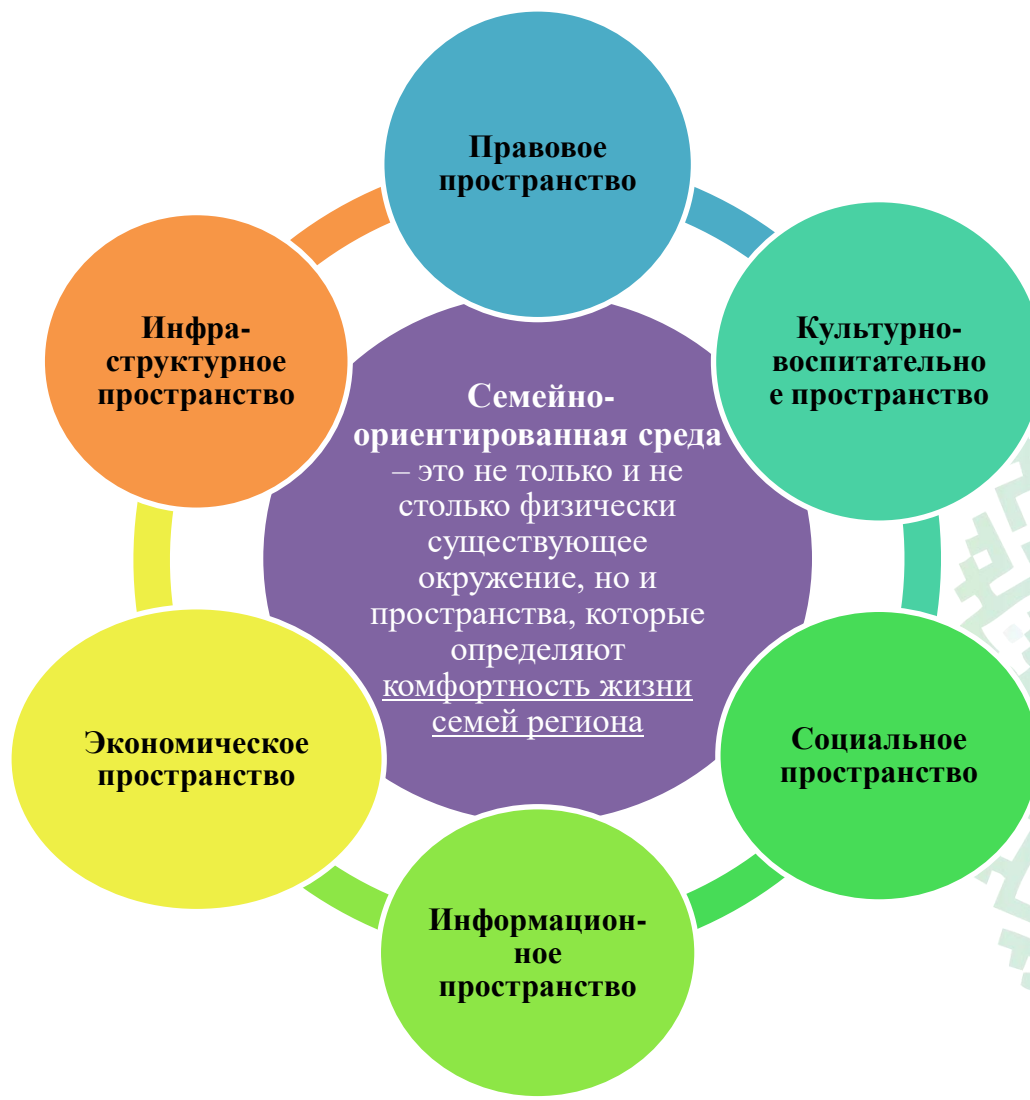 Правовое
пространство
Инфра-
структурное
пространство
Культурно-
воспитательно
е пространство
Семейно-
ориентированная среда
– это не только и не
столько физически
существующее
окружение, но и
пространства, которые
определяют
комфортность жизни
семей региона
Экономическое
пространство
Социальное
пространство
Информацион-
ное
пространство